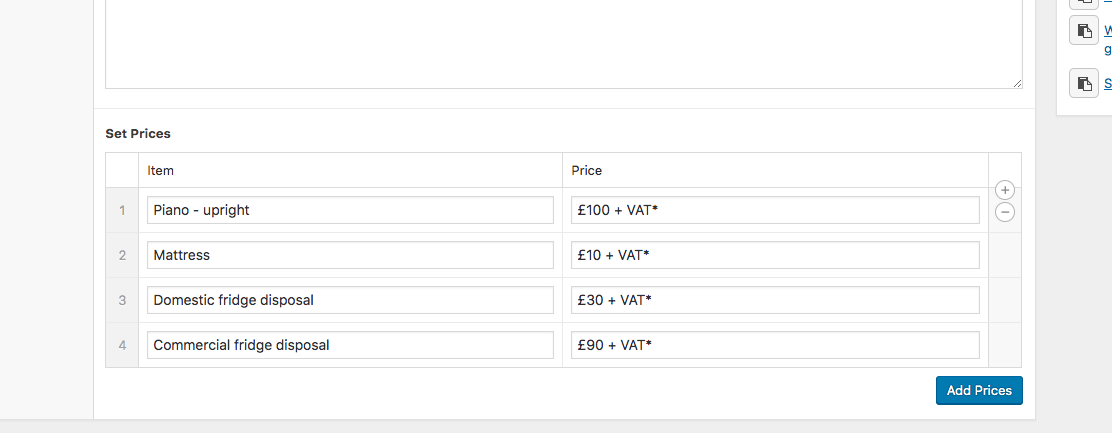 W
g
S
Set Prices
Item Price
1 Piano - upright £100 + VAT*
2 Mattress £10 + VAT*
3 Domestic fridge disposal £30 + VAT*
4 Commercial fridge disposal £90 + VAT*
Add Prices